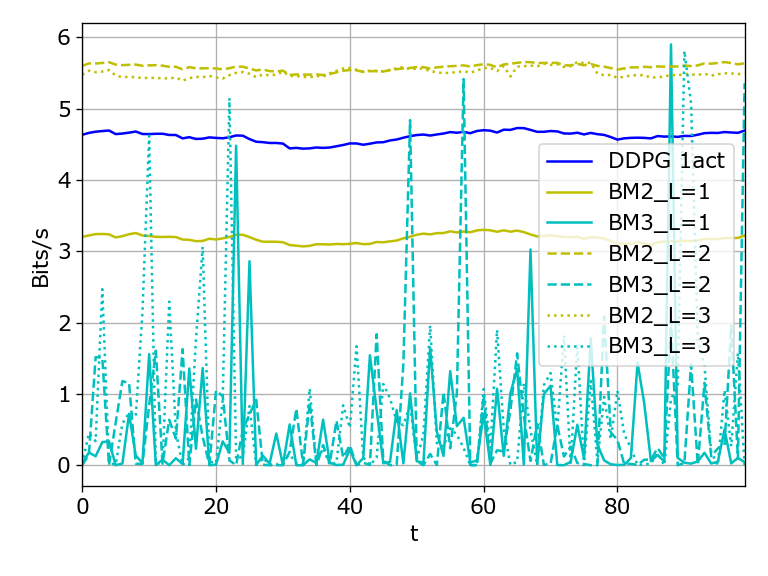 6
5
4
3
2
1
0
Bits/s
0
20
40
60
80
t
DDPG 1act
BM2_L=1
BM3_L=1
BM2_L=2
BM3_L=2
BM2_L=3
BM3_L=3